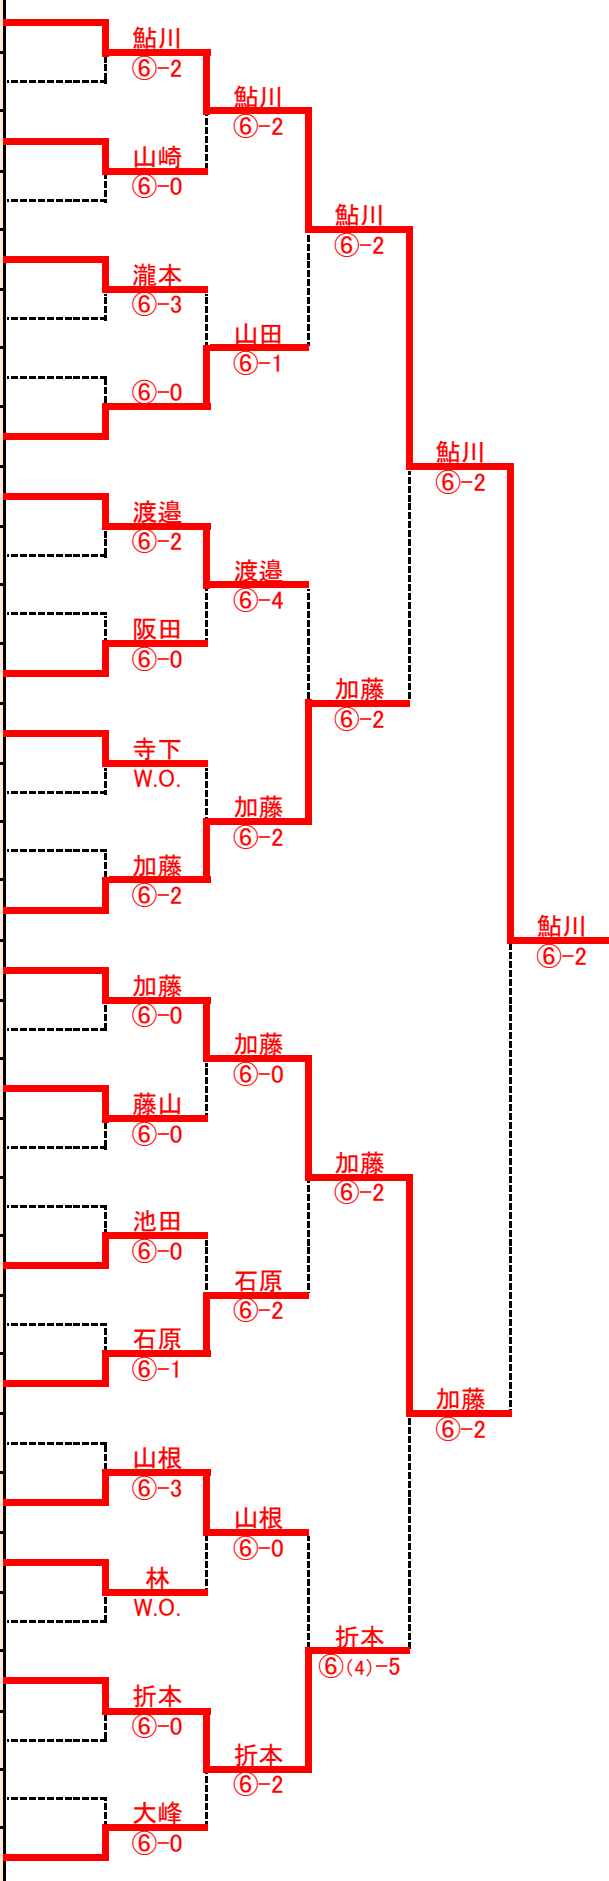 鮎川
⑥-2
鮎川
⑥-2
山崎
⑥-0
鮎川
⑥-2
瀧本
⑥-3
山田
⑥-1
⑥-0
鮎川
⑥-2
渡邉
⑥-2
渡邉
⑥-4
阪田
⑥-0
加藤
⑥-2
寺下
W.O.
加藤
⑥-2
加藤
⑥-2
鮎川
⑥-2
加藤
⑥-0
加藤
⑥-0
藤山
⑥-0
加藤
⑥-2
池田
⑥-0
石原
⑥-2
石原
⑥-1
加藤
⑥-2
山根
⑥-3
山根
⑥-0
林
W.O.
折本
⑥(4)-5
折本
⑥-0
折本
⑥-2
大峰
⑥-0